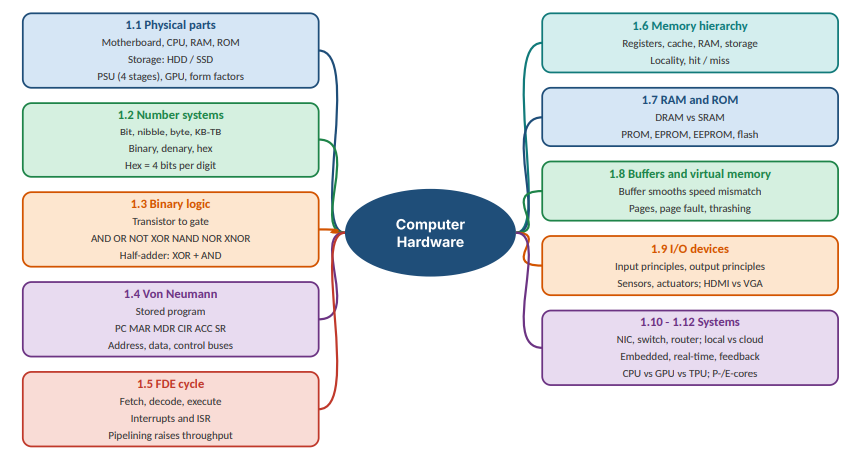 1.1 Physical parts
Motherboard, CPU, RAM, ROM
Storage: HDD / SSD
PSU (4 stages), GPU, form factors
1.2 Number systems
Bit, nibble, byte, KB-TB
Binary, denary, hex
Hex = 4 bits per digit
1.3 Binary logic
Transistor to gate
AND OR NOT XOR NAND NOR XNOR
Half-adder: XOR + AND
1.4 Von Neumann
Stored program
PC MAR MDR CIR ACC SR
Address, data, control buses
1.5 FDE cycle
Fetch, decode, execute
Interrupts and ISR
Pipelining raises throughput
Computer
Hardware
1.6 Memory hierarchy
Registers, cache, RAM, storage
Locality, hit / miss
1.7 RAM and ROM
DRAM vs SRAM
PROM, EPROM, EEPROM, flash
1.8 Buffers and virtual memory
Buffer smooths speed mismatch
Pages, page fault, thrashing
1.9 I/O devices
Input principles, output principles
Sensors, actuators; HDMI vs VGA
1.10 - 1.12 Systems
NIC, switch, router; local vs cloud
Embedded, real-time, feedback
CPU vs GPU vs TPU; P-/E-cores